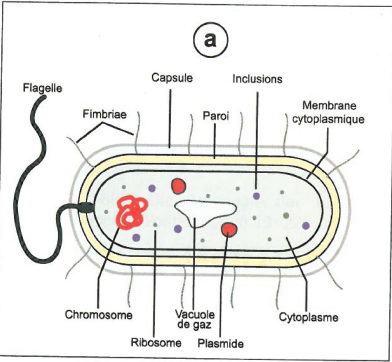 a
Capsule
Inclusions
Flagelle
Fimbriae
Paroi
Membrane
cytoplasmique
Chromosome
Ribosome
Vacuole
de gaz
Plasmide
Cytoplasme